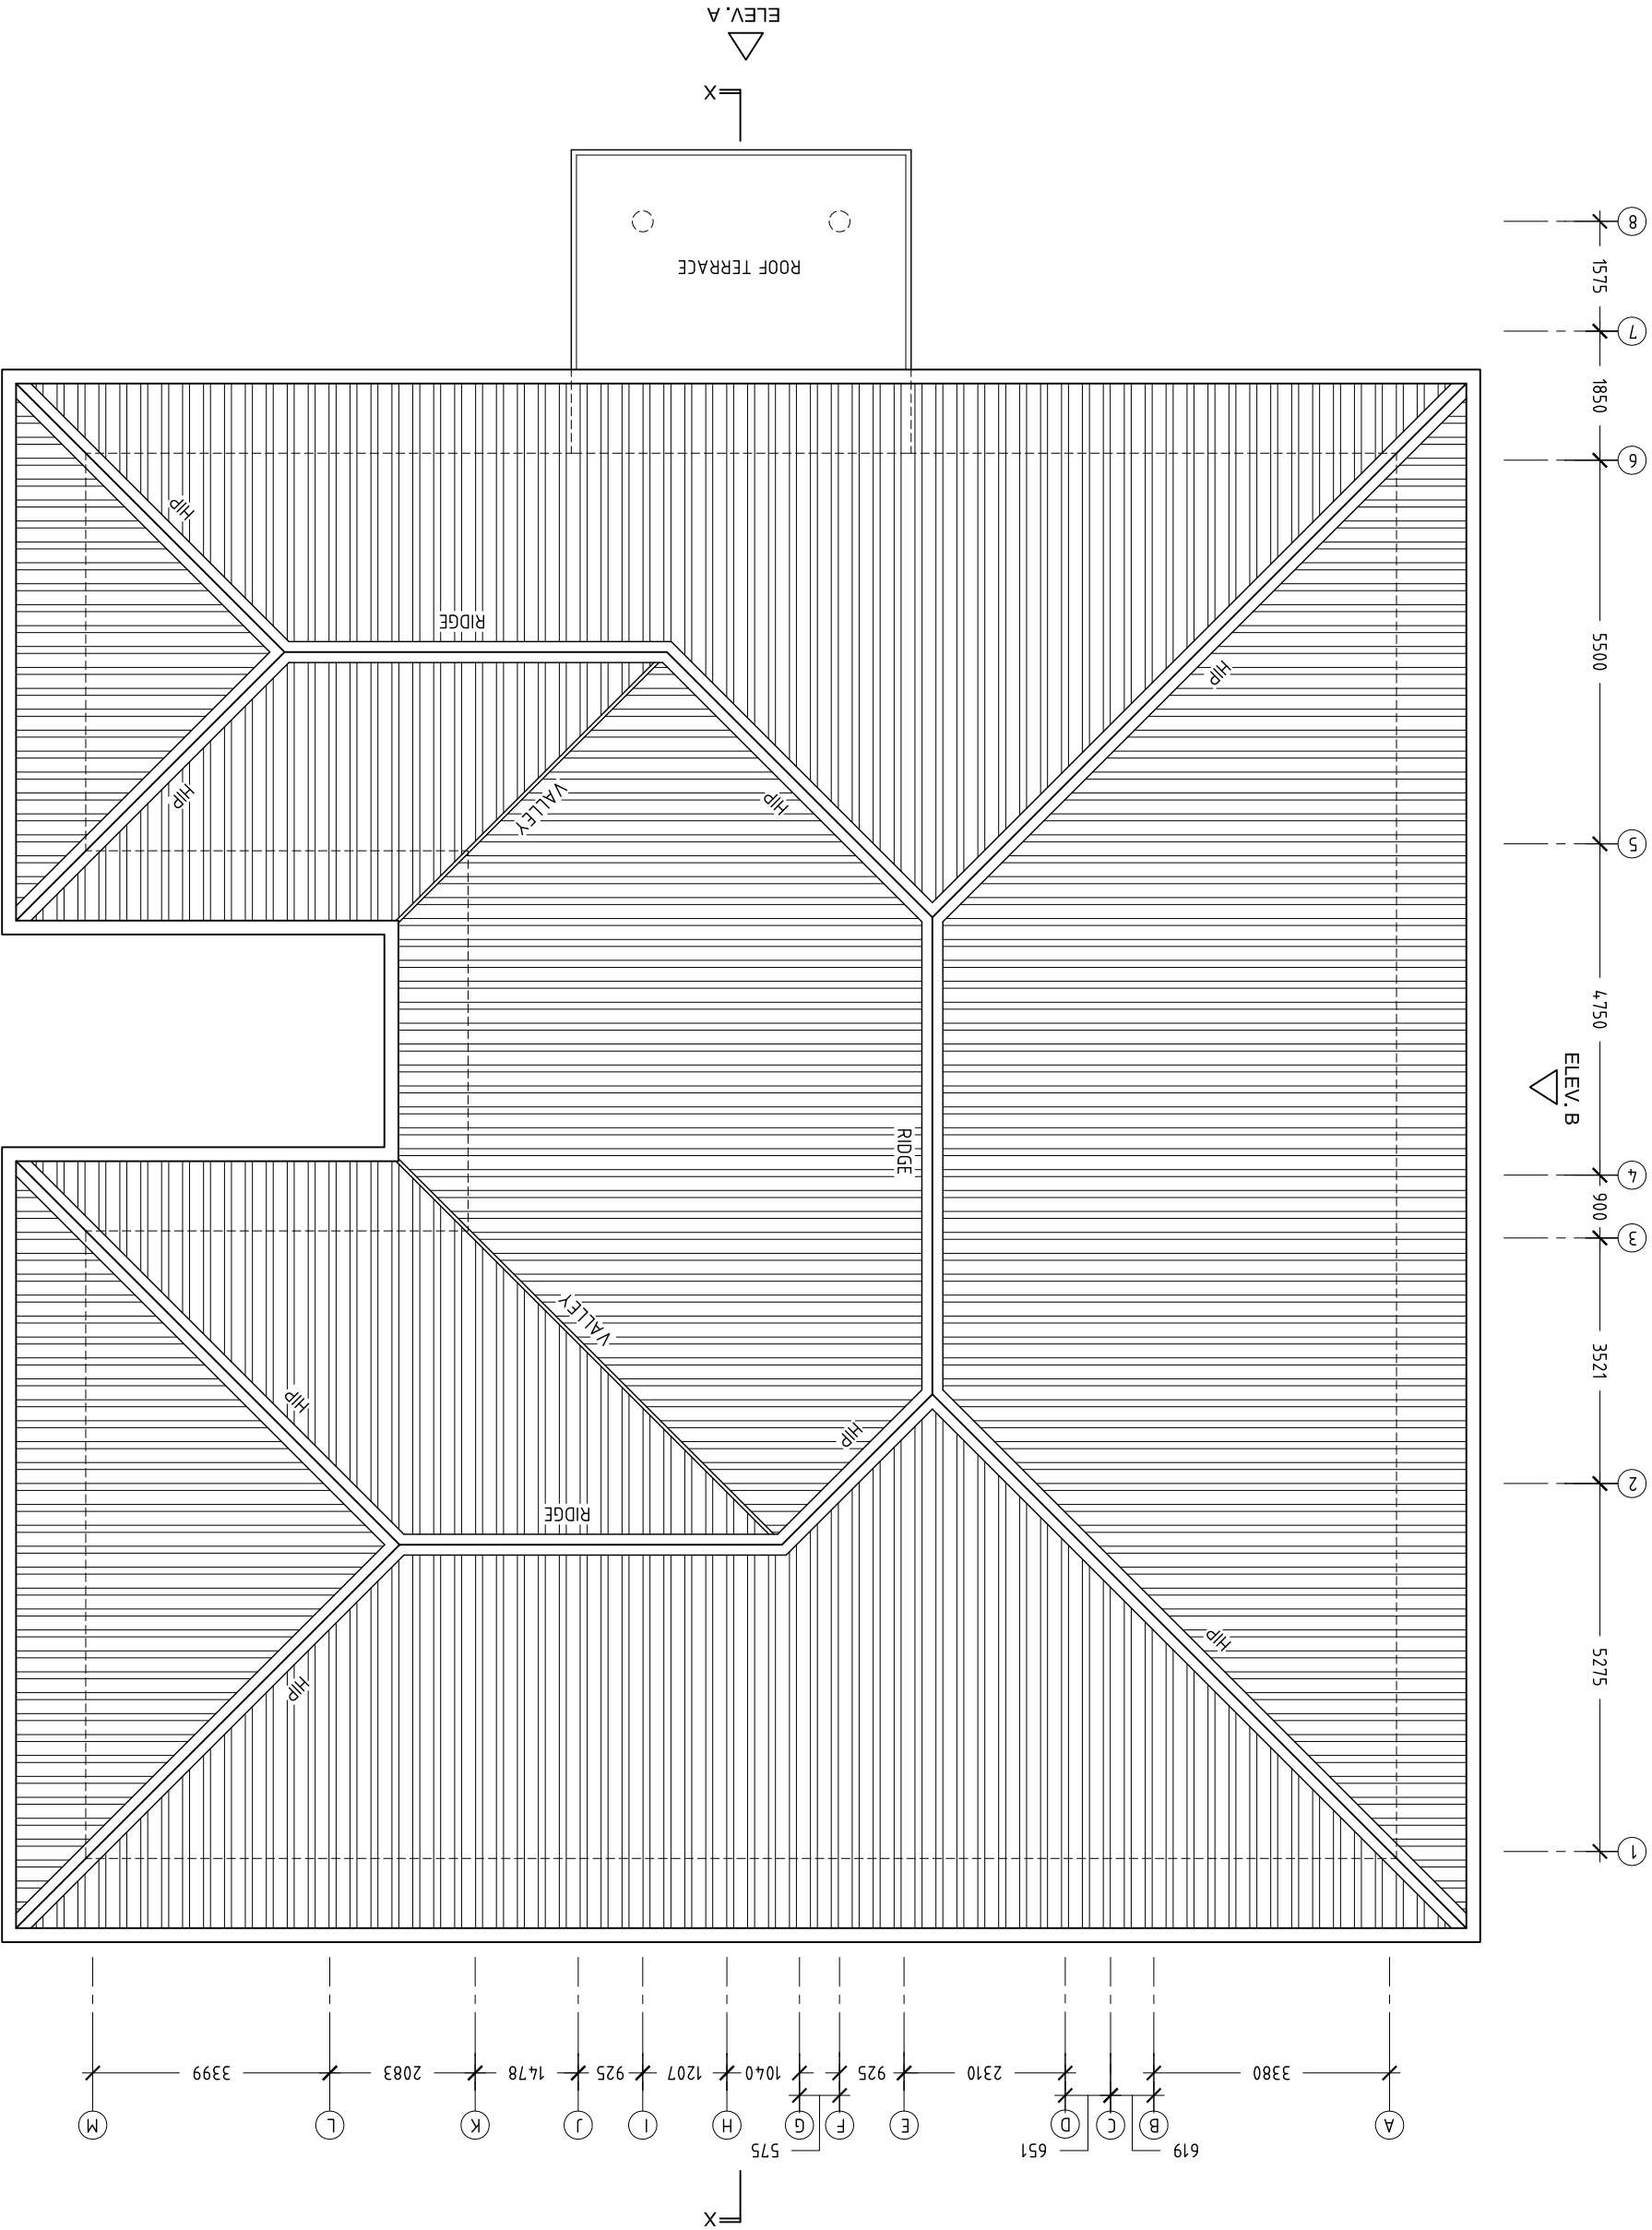 X
619
651
575
A
B
C
D
E
F
G
H
I
J
K
L
M
3380
2310
925
1040
1207
925
1478
2083
3399
1
5275
2
3521
3
900
4
4750
5
5500
6
1850
7
1575
8
ELEV. B
HIP
HIP
RIDGE
HIP
HIP
VALLEY
RIDGE
HIP
VALLEY
HIP
HIP
RIDGE
HIP
ROOF TERRACE
X
ELEV. A